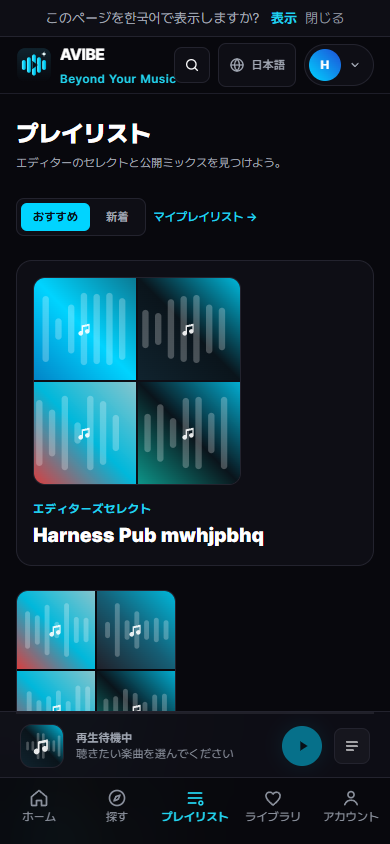 このページを한국어で表示しますか? 表示 閉じる
AVIBE
Beyond Your Music
日本語
H
プレイリスト
エディターのセレクトと公開ミックスを見つけよう。
おすすめ 新着 マイプレイリスト →
エディターズセレクト
Harness Pub mwhjpbhq
再生待機中
聴きたい楽曲を選んでください
ホーム 探す プレイリスト ライブラリ アカウント